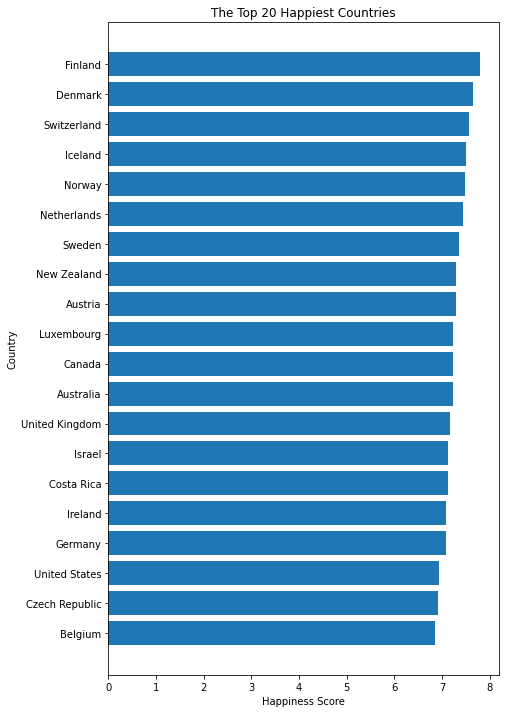 The Top 20 Happiest Countries
Finland
Denmark
Switzerland
Iceland
Norway
Netherlands
Sweden
New Zealand
Austria
Luxembourg
Canada
Australia
United Kingdom
Israel
Costa Rica
Ireland
Germany
United States
Czech Republic
Belgium
Country
0 1 2 3 4 5 6 7 8
Happiness Score